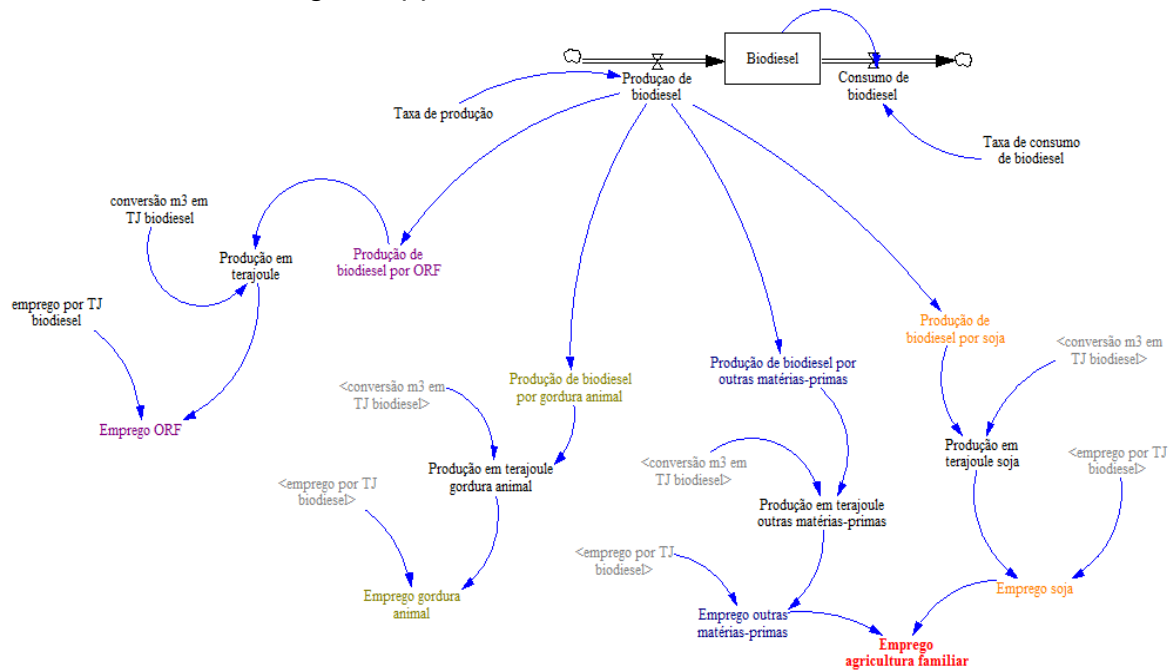 Biodiesel
Produçao de
biodiesel
Consumo de
biodiesel
Taxa de produção
Taxa de consumo
de biodiesel
conversão m3 em
TJ biodiesel
Produção em
terajoule
Produção de
biodiesel por ORF
emprego por TJ
biodiesel
Emprego ORF
Produção de
biodiesel por soja
<conversão m3 em
TJ biodiesel>
Produção de biodiesel por
outras matérias-primas
Produção de biodiesel
por gordura animal
<conversão m3 em
TJ biodiesel>
Produção em
terajoule soja
<emprego por TJ
biodiesel>
Produção em terajoule
gordura animal
<conversão m3 em
TJ biodiesel>
<emprego por TJ
biodiesel>
Produção em terajoule
outras matérias-primas
<emprego por TJ
biodiesel>
Emprego gordura
animal
Emprego soja
Emprego outras
matérias-primas
Emprego
agricultura familiar